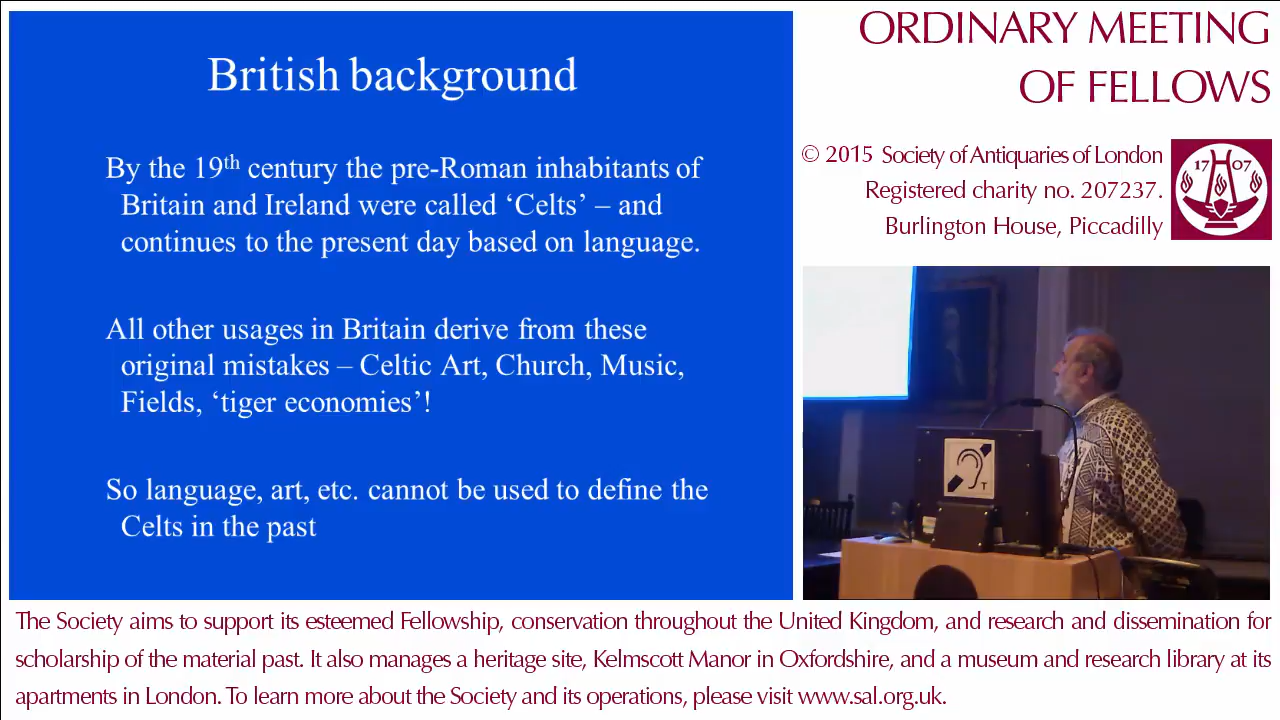 British background
By the 19th century the pre-Roman inhabitants of
Britain and Ireland were called ‘Celts’ – and
continues to the present day based on language.
All other usages in Britain derive from these
original mistakes – Celtic Art, Church, Music,
Fields, ‘tiger economies’!
So language, art, etc. cannot be used to define the
Celts in the past
ORDINARY MEETING
OF FELLOWS
© 2015 Society of Antiquaries of London
Registered charity no. 207237.
Burlington House, Piccadilly
17 07
T
The Society aims to support its esteemed Fellowship, conservation throughout the United Kingdom, and research and dissemination for
scholarship of the material past. It also manages a heritage site, Kelmscott Manor in Oxfordshire, and a museum and research library at its
apartments in London. To learn more about the Society and its operations, please visit www.sal.org.uk.